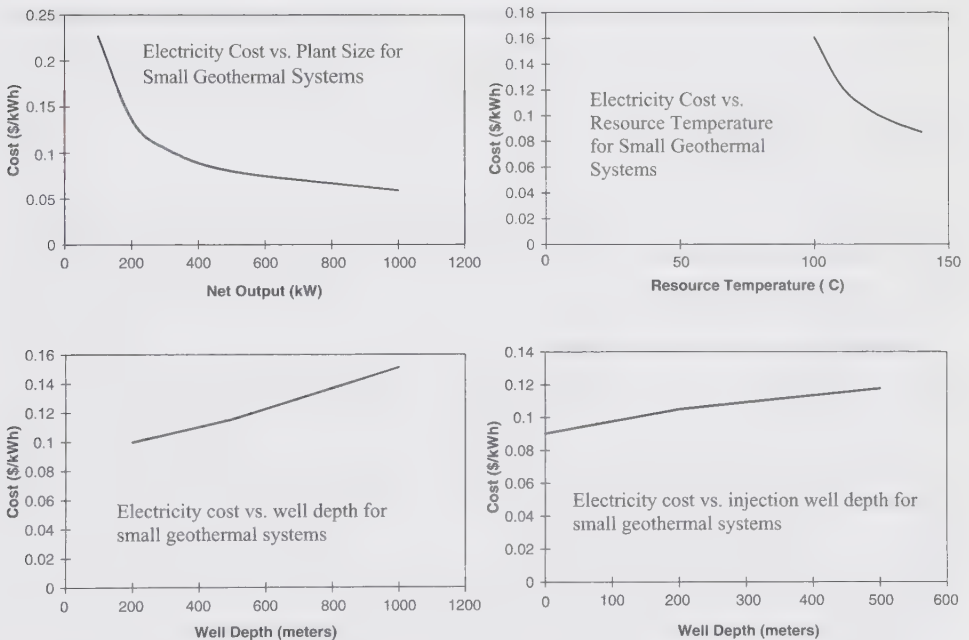 0.25
0.2
0.15
0.1
0.05
0
Cost ($/kWh)
Electricity Cost vs. Plant Size for
Small Geothermal Systems
0 200 400 600 800 1000 1200
Net Output (kW)
0.18
0.16
0.14
0.12
0.1
0.08
0.06
0.04
0.02
0
Cost ($/kWh)
Electricity Cost vs.
Resource Temperature
for Small Geothermal
Systems
0 50 100 150
Resource Temperature ( C)
0.16
0.14
0.12
0.1
0.08
0.06
0.04
0.02
0
Cost ($/kWh)
Electricity cost vs. well depth for
small geothermal systems
0 200 400 600 800 1000 1200
Well Depth (meters)
0.14
0.12
0.1
0.08
0.06
0.04
0.02
0
Cost ($/kWh)
Electricity cost vs. injection well depth for
small geothermal systems
0 100 200 300 400 500 600
Well Depth (meters)